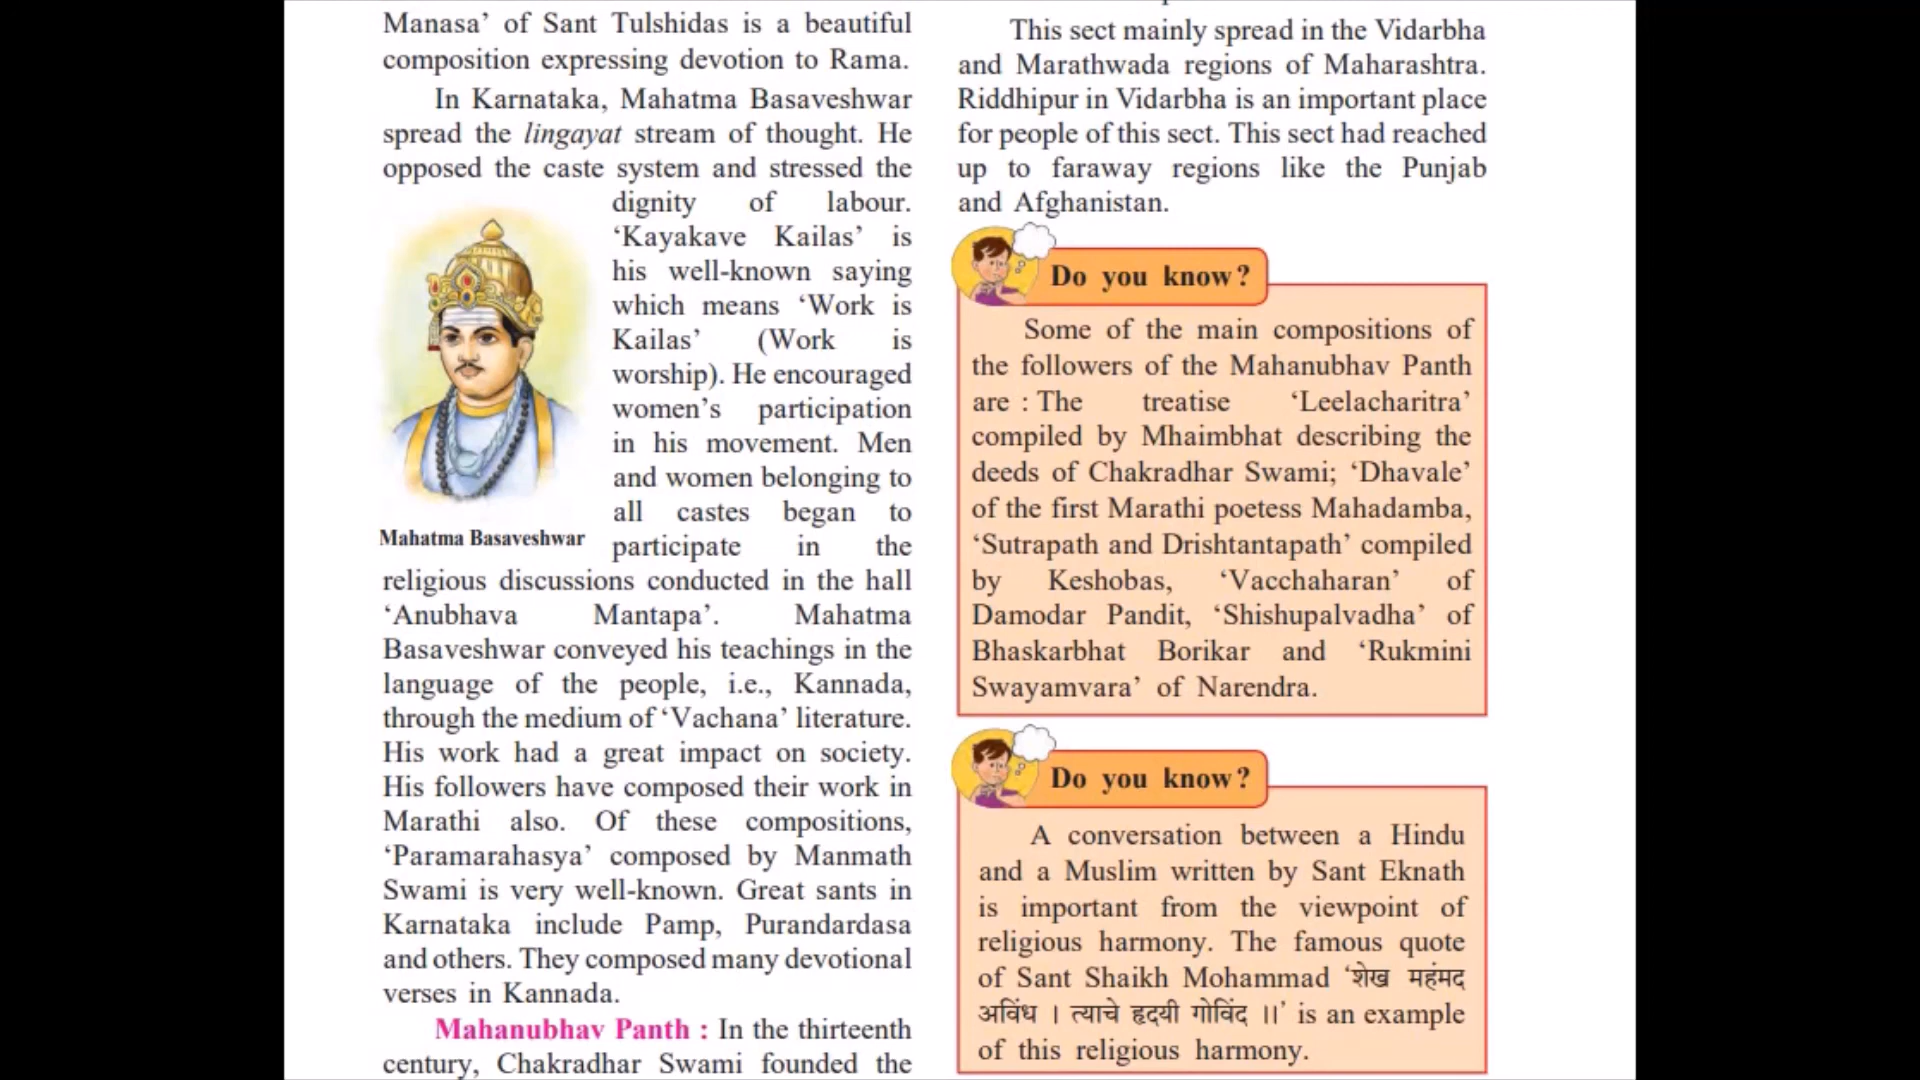 Manasa’ of Sant Tulshidas is a beautiful
composition expressing devotion to Rama.
In Karnataka, Mahatma Basaveshwar
spread the lingayat stream of thought. He
opposed the caste system and stressed the
dignity of labour.
‘Kayakave Kailas’ is
his well-known saying
which means ‘Work is
Kailas’ (Work is
worship). He encouraged
women’s participation
in his movement. Men
and women belonging to
all castes began to
participate in the
Mahatma Basaveshwar
religious discussions conducted in the hall
‘Anubhava Mantapa’. Mahatma
Basaveshwar conveyed his teachings in the
language of the people, i.e., Kannada,
through the medium of ‘Vachana’ literature.
His work had a great impact on society.
His followers have composed their work in
Marathi also. Of these compositions,
‘Paramarahasya’ composed by Manmath
Swami is very well-known. Great sants in
Karnataka include Pamp, Purandardasa
and others. They composed many devotional
verses in Kannada.
Mahanubhav Panth : In the thirteenth
century, Chakradhar Swami founded the
This sect mainly spread in the Vidarbha
and Marathwada regions of Maharashtra.
Riddhipur in Vidarbha is an important place
for people of this sect. This sect had reached
up to faraway regions like the Punjab
and Afghanistan.
Do you know?
Some of the main compositions of
the followers of the Mahanubhav Panth
are : The treatise ‘Leelacharitra’
compiled by Mhaimbhat describing the
deeds of Chakradhar Swami; ‘Dhavale’
of the first Marathi poetess Mahadamba,
‘Sutrapath and Drishtantapath’ compiled
by Keshobas, ‘Vacchaharan’ of
Damodar Pandit, ‘Shishupalvadha’ of
Bhaskarbhat Borikar and ‘Rukmini
Swayamvara’ of Narendra.
Do you know?
A conversation between a Hindu
and a Muslim written by Sant Eknath
is important from the viewpoint of
religious harmony. The famous quote
of Sant Shaikh Mohammad ‘शेख महंमद
अविंध । त्याचे हृदयी गोविंद ।।’ is an example
of this religious harmony.